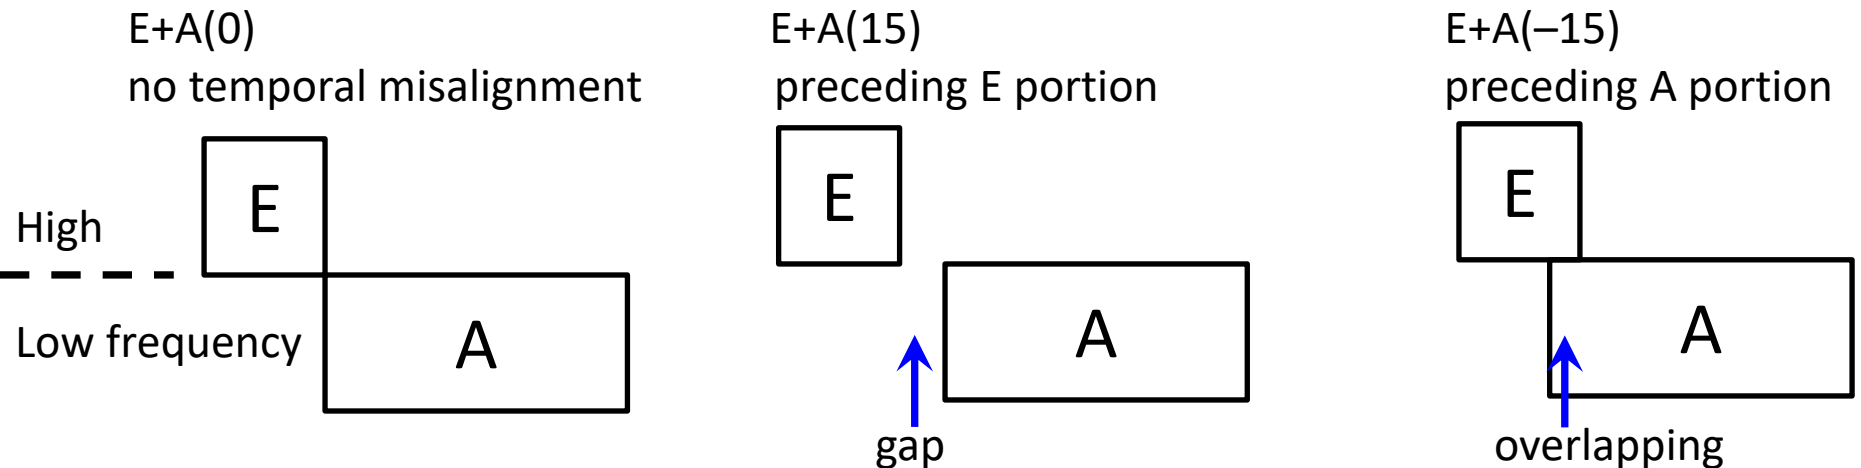 E+A(0)
no temporal misalignment
E
High
Low frequency
A
E+A(15)
preceding E portion
E
A
gap
E+A(–15)
preceding A portion
E
A
overlapping